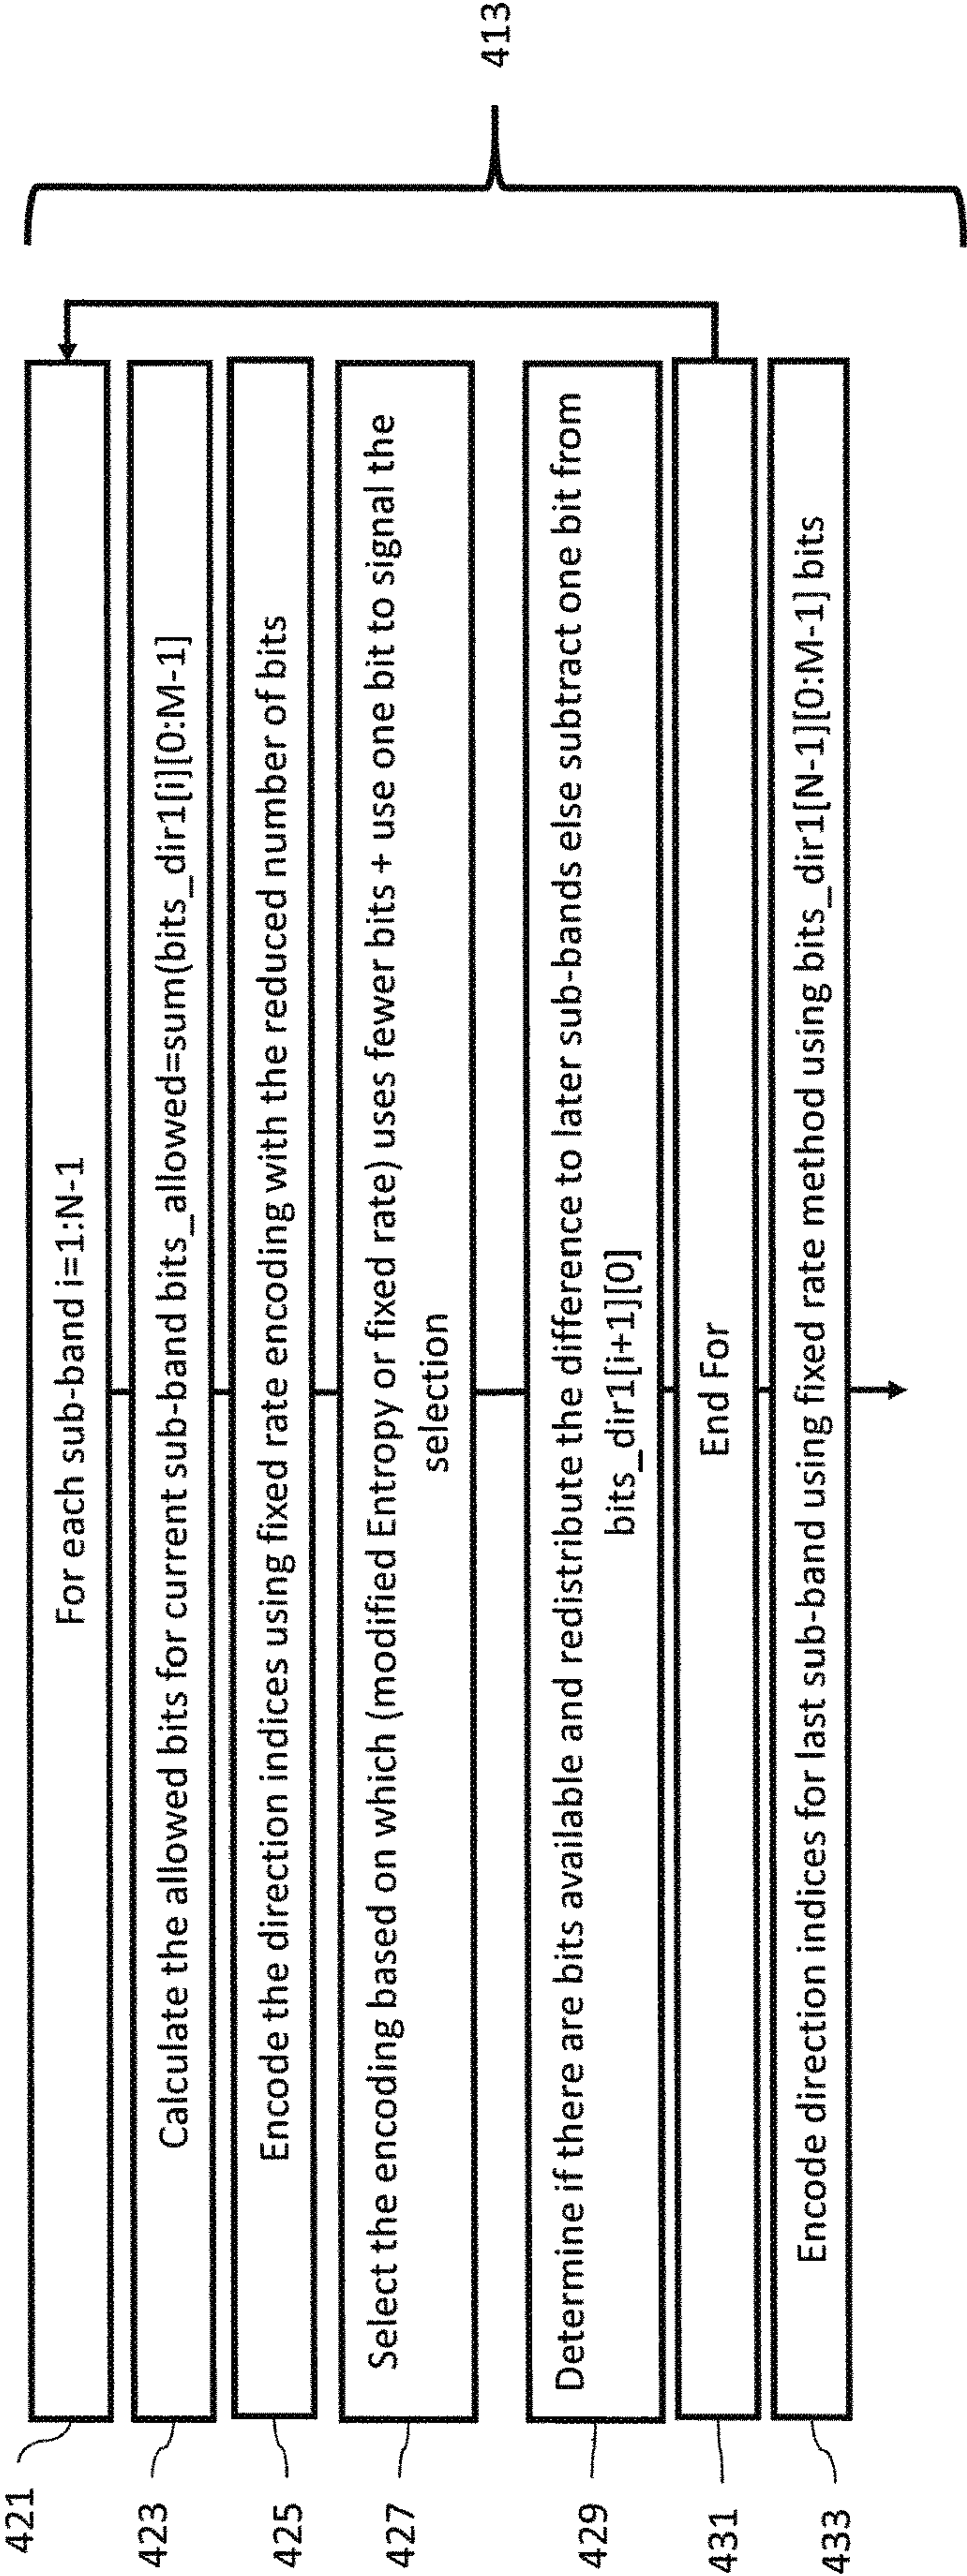 413
421
For each sub-band i=1:N-1
423
Calculate the allowed bits for current sub-band bits_allowed=sum(bits_dir1[i][0:M-1]
425
Encode the direction indices using fixed rate encoding with the reduced number of bits
427
Select the encoding based on which (modified Entropy or fixed rate) uses fewer bits + use one bit to signal the
selection
429
Determine if there are bits available and redistribute the difference to later sub-bands else subtract one bit from
bits_dir1[i+1][0]
431
End For
433
Encode direction indices for last sub-band using fixed rate method using bits_dir1[N-1][0:M-1] bits